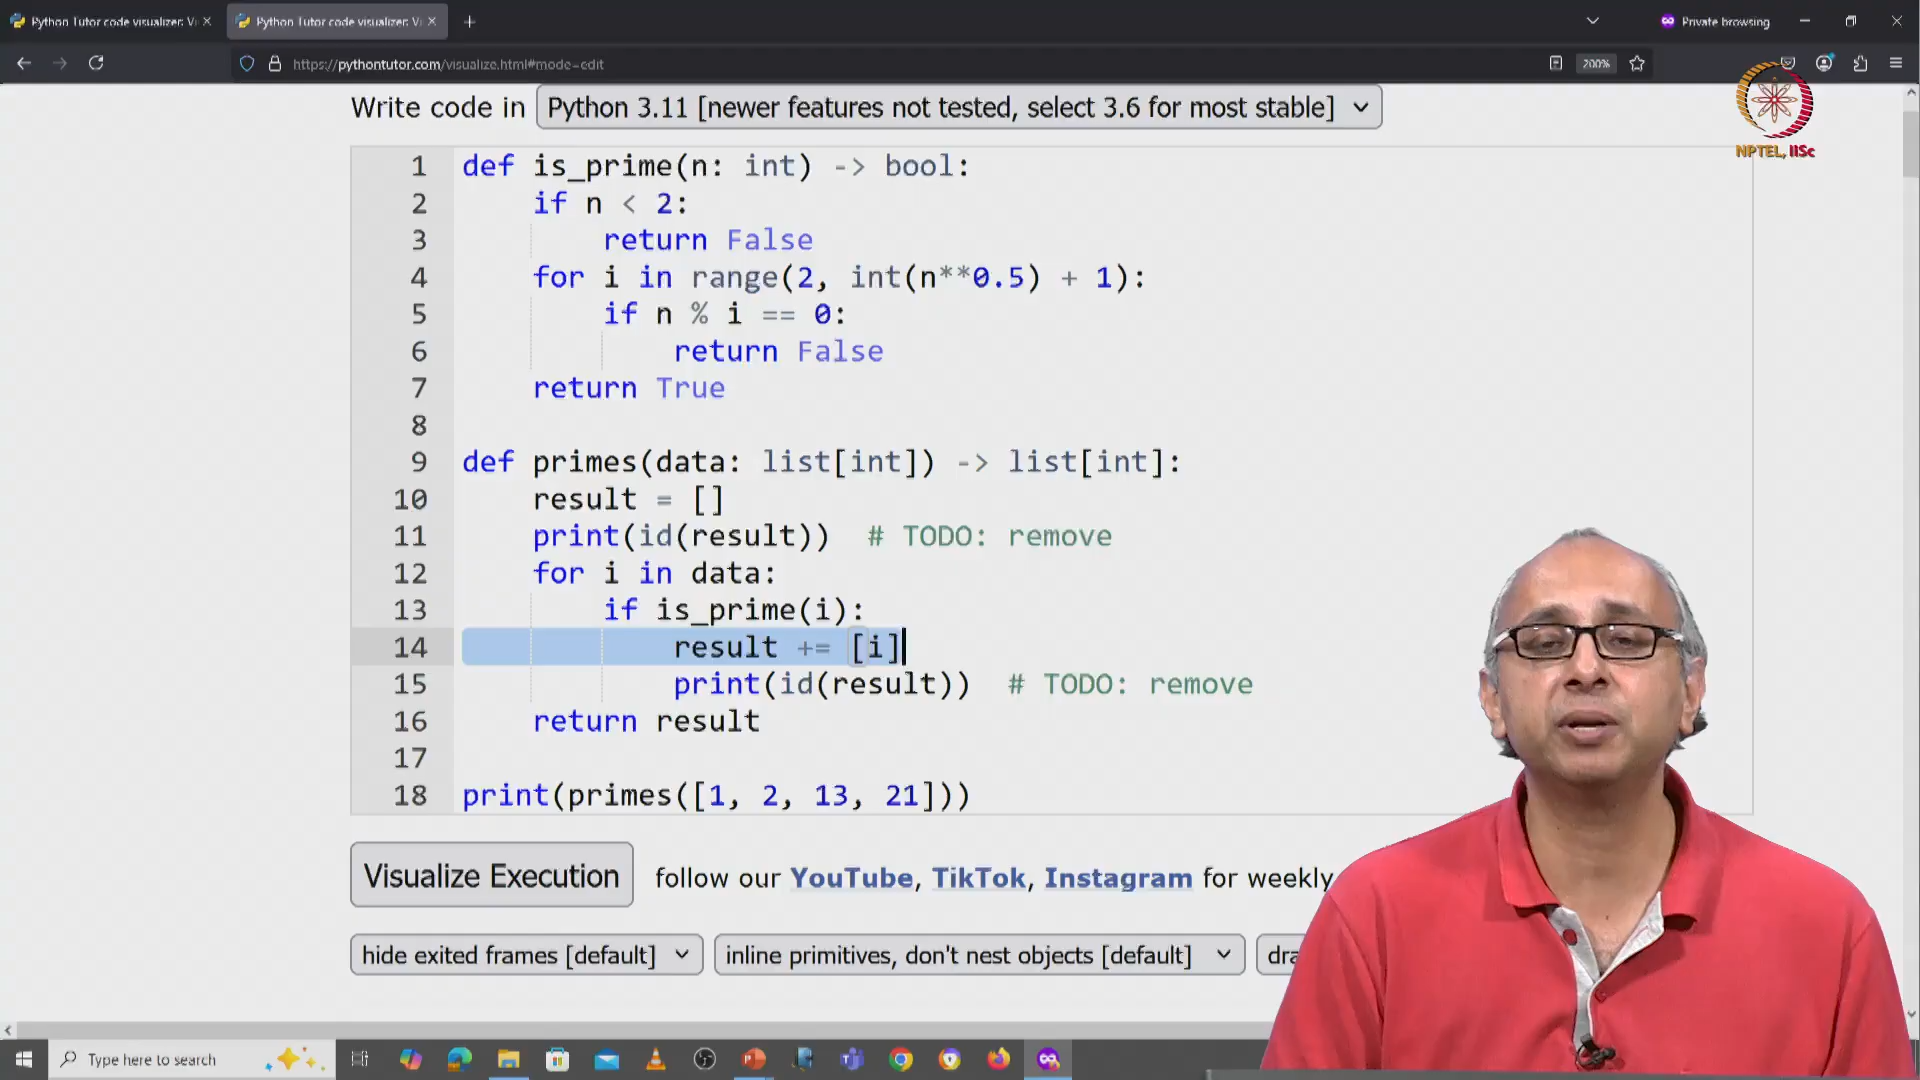 Python Tutor code visualizer: Vi
Python Tutor code visualizer: Vi
Private browsing
https://pythontutor.com/visualize.html#mode=edit
200%
Write code in Python 3.11 [newer features not tested, select 3.6 for most stable]
NPTEL, IISc
1 def is_prime(n: int) -> bool:
2     if n < 2:
3         return False
4     for i in range(2, int(n**0.5) + 1):
5         if n % i == 0:
6             return False
7     return True
8
9 def primes(data: list[int]) -> list[int]:
10     result = []
11     print(id(result))  # TODO: remove
12     for i in data:
13         if is_prime(i):
14             result += [i]
15             print(id(result))  # TODO: remove
16     return result
17
18 print(primes([1, 2, 13, 21]))
Visualize Execution follow our YouTube, TikTok, Instagram for weekly
hide exited frames [default] inline primitives, don't nest objects [default] dra
Type here to search